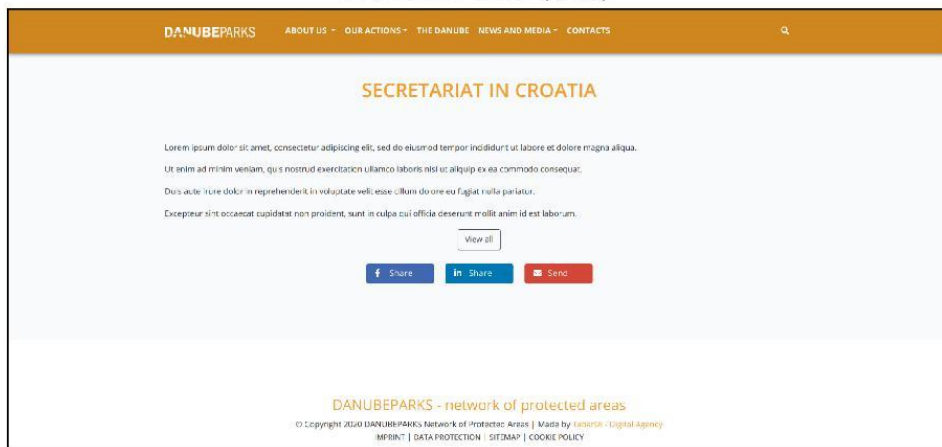 DANUBEPARKS ABOUT US OUR ACTIONS THE DANUBE NEWS AND MEDIA CONTACTS
SECRETARIAT IN CROATIA
Lorem ipsum dolor sit amet, consectetur adipiscing elit, sed do eiusmod tempor incididunt ut labore et dolore magna aliqua.
Ut enim ad minim veniam, quis nostrud exercitation ullamco laboris nisi ut aliquip ex ea commodo consequat.
Duis aute irure dolor in reprehenderit in voluptate velit esse cillum dolore eu fugiat nulla pariatur.
Excepteur sint occaecat cupidatat non proident, sunt in culpa qui officia deserunt mollit anim id est laborum.
View all
Share in Share Send
DANUBEPARKS - network of protected areas
© Copyright 2020 DANUBEPARKS Network of Protected Areas | Made by - Digital Agency
IMPRINT | DATA PROTECTION | SITEMAP | COOKIE POLICY